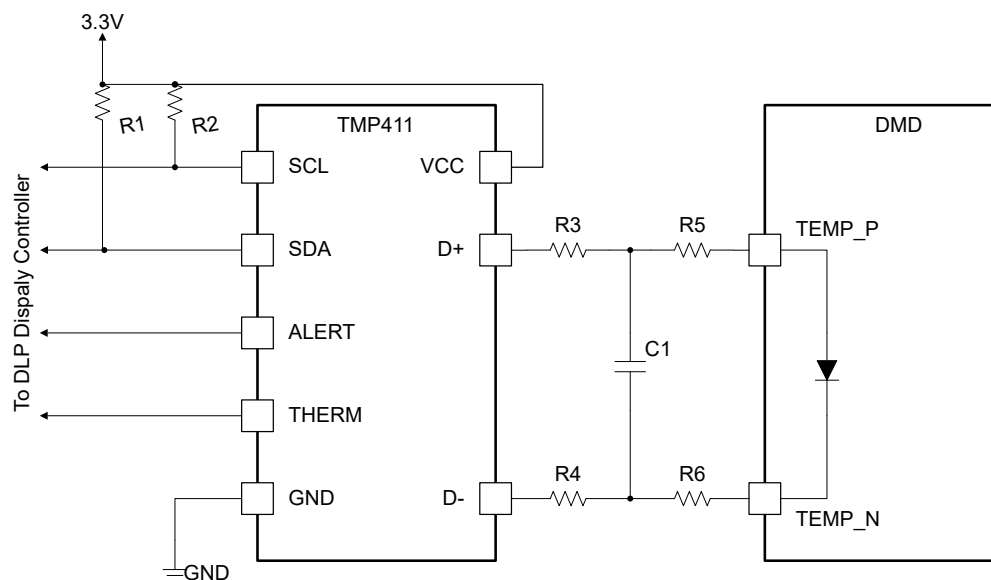 3.3V
R1
R2
TMP411
DMD
SCL
VCC
SDA
D+
R3
R5
TEMP_P
To DLP Dispaly Controller
ALERT
C1
THERM
GND
D-
R4
R6
TEMP_N
GND